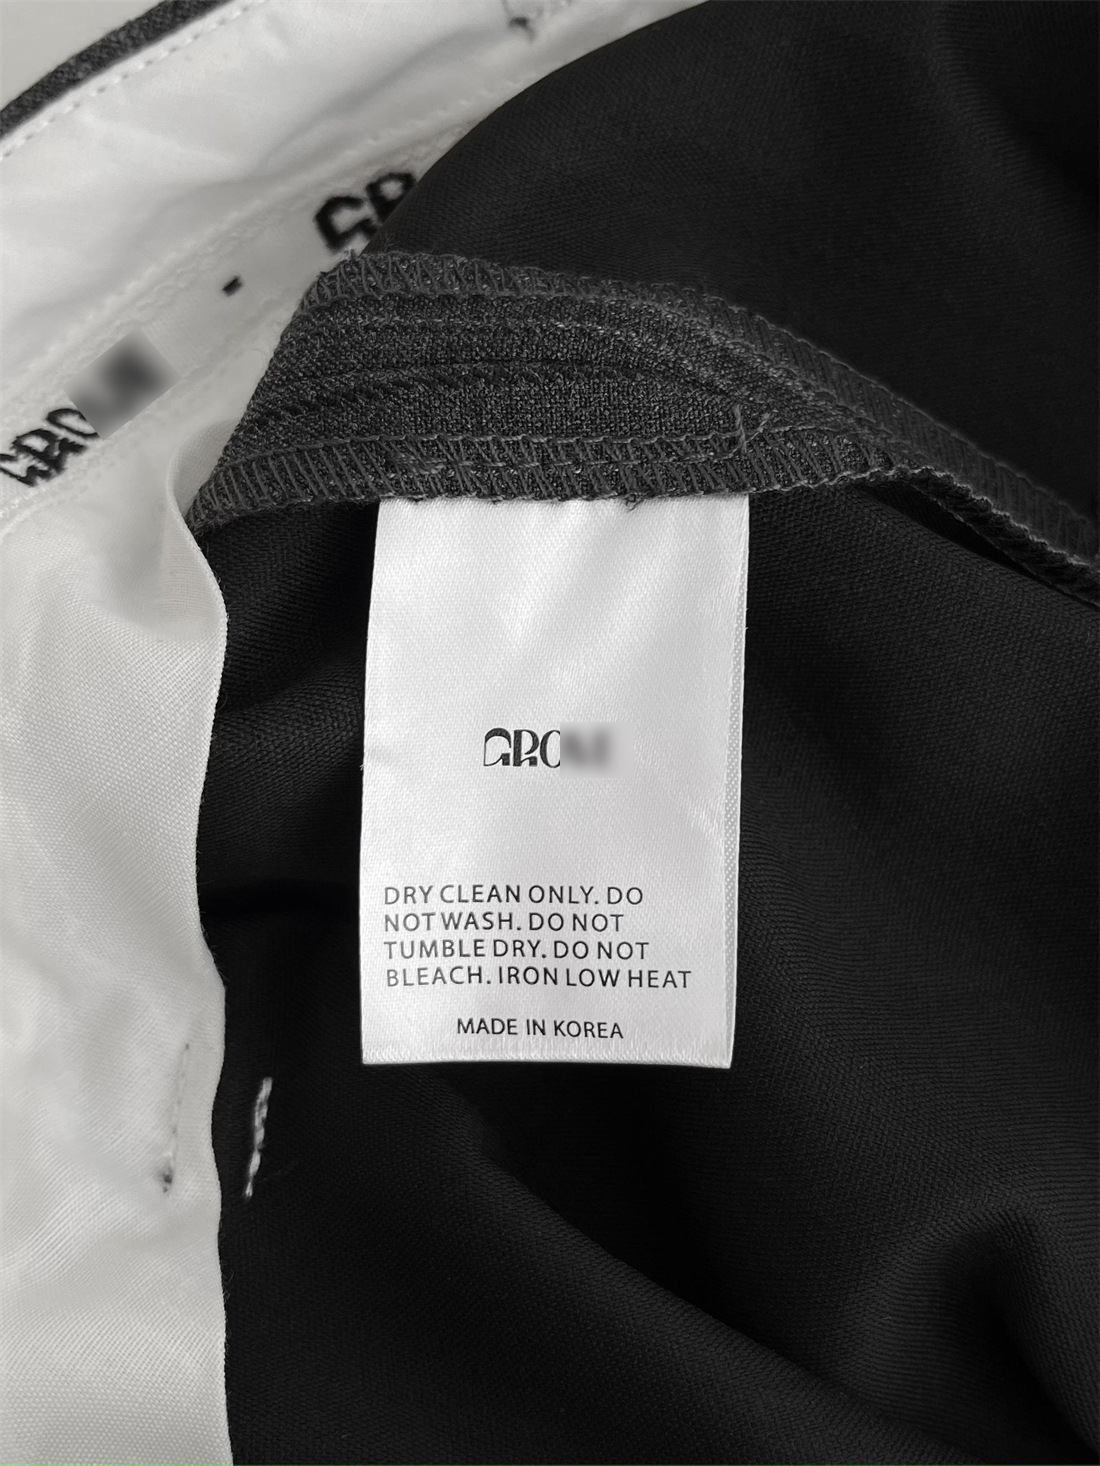 DRY CLEAN ONLY. DO
NOT WASH. DO NOT
TUMBLE DRY. DO NOT
BLEACH. IRON LOW HEAT
MADE IN KOREA